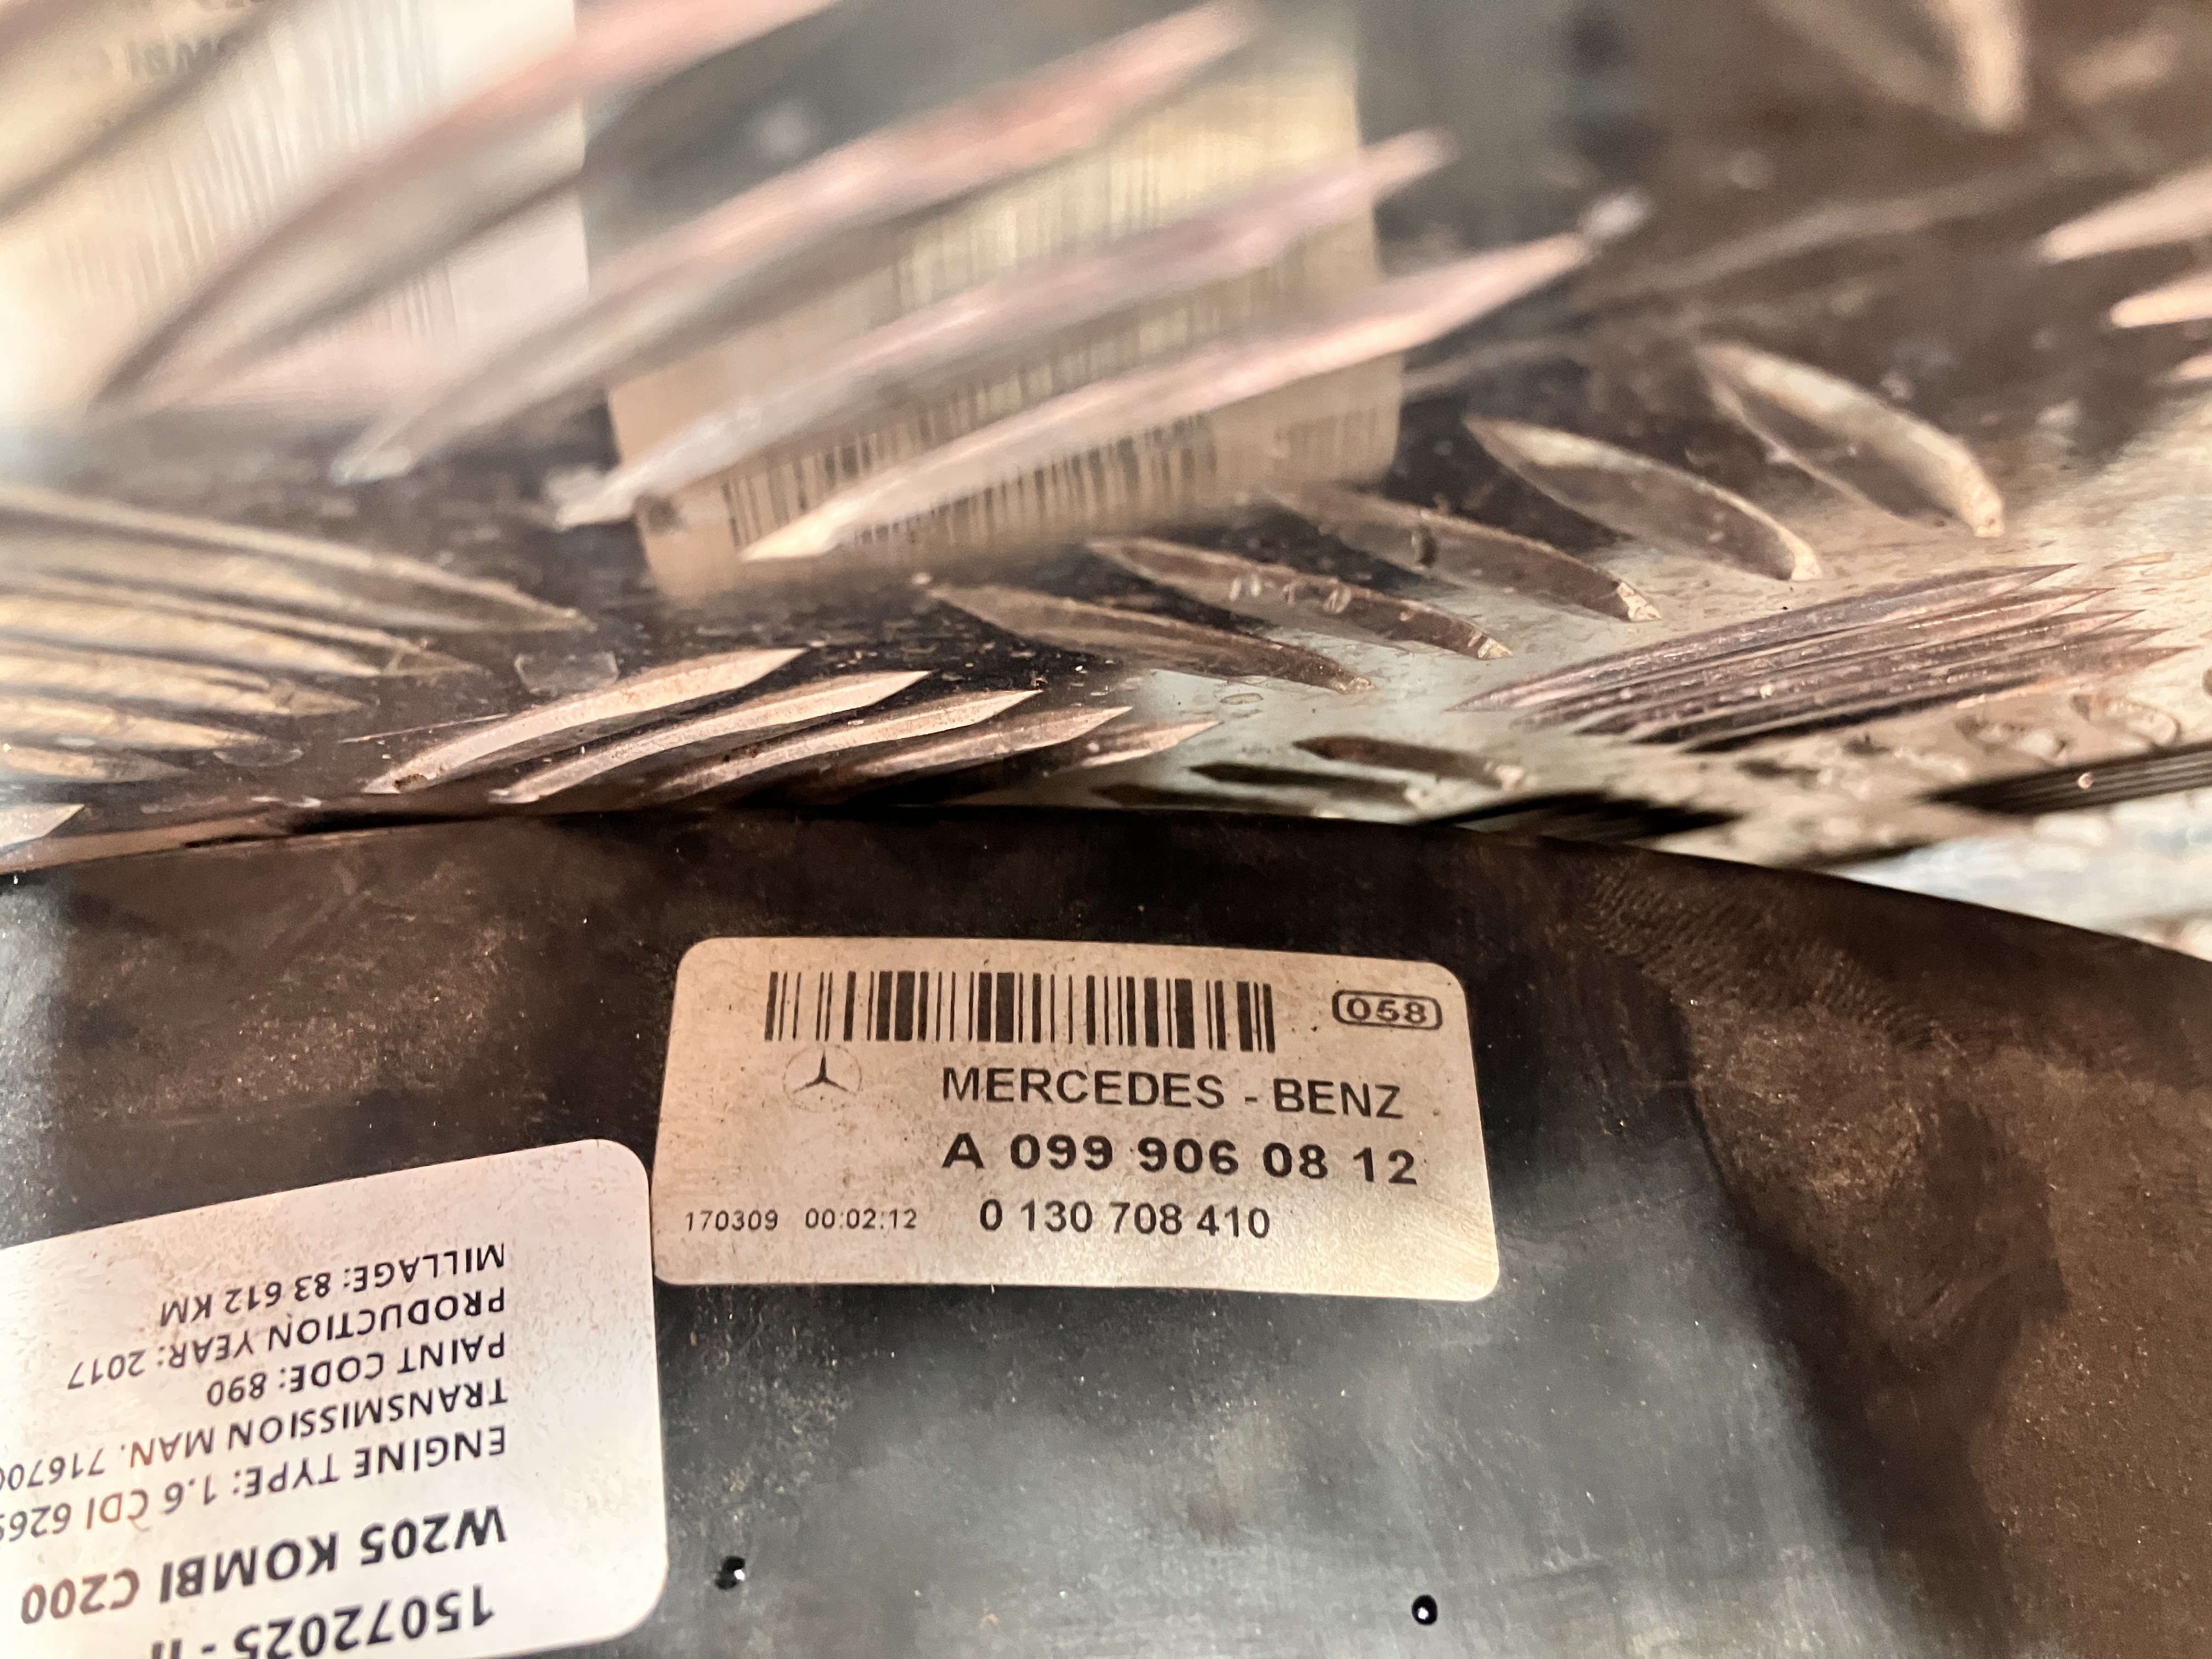 058
MERCEDES - BENZ
A 099 906 08 12
170309 00:02:12 0 130 708 410
15072025 -
W205 KOMBI C200
ENGINE TYPE: 1.6 CDI
TRANSMISSION MAN.
PAINT CODE: 890
PRODUCTION YEAR: 2017
MILLAGE: 83 612 KM